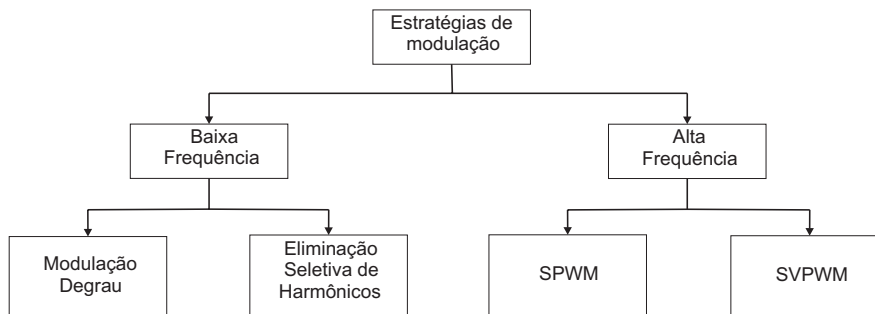 Estratégias de
modulação
Baixa
Frequência
Alta
Frequência
Modulação
Degrau
Eliminação
Seletiva de
Harmônicos
SPWM
SVPWM